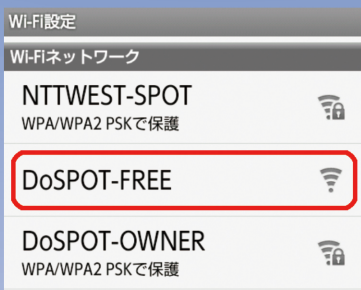 Wi-Fi設定
Wi-Fiネットワーク
NTTWEST-SPOT
WPA/WPA2 PSKで保護
DoSPOT-FREE
DoSPOT-OWNER
WPA/WPA2 PSKで保護